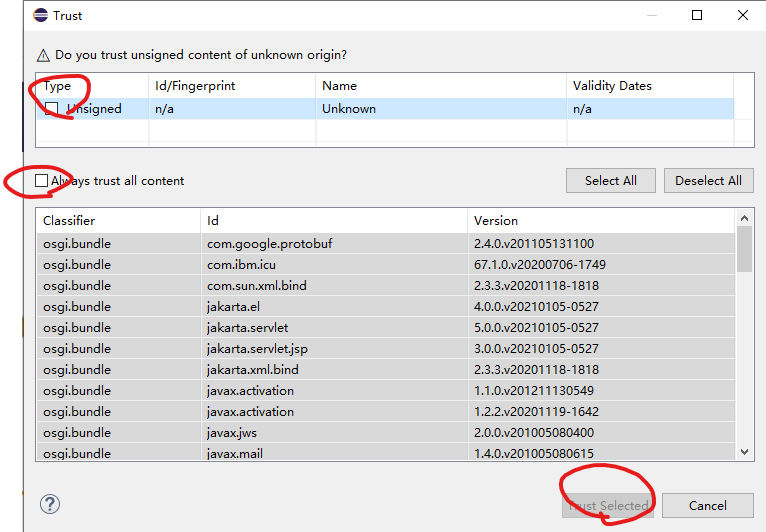 Trust
Do you trust unsigned content of unknown origin?
Type Id/Fingerprint Name Validity Dates
Unsigned n/a Unknown n/a
Always trust all content Select All Deselect All
Classifier Id Version
osgi.bundle com.google.protobuf 2.4.0.v201105131100
osgi.bundle com.ibm.icu 67.1.0.v20200706-1749
osgi.bundle com.sun.xml.bind 2.3.3.v20201118-1818
osgi.bundle jakarta.el 4.0.0.v20210105-0527
osgi.bundle jakarta.servlet 5.0.0.v20210105-0527
osgi.bundle jakarta.servlet.jsp 3.0.0.v20210105-0527
osgi.bundle jakarta.xml.bind 2.3.3.v20201118-1818
osgi.bundle javax.activation 1.1.0.v201211130549
osgi.bundle javax.activation 1.2.2.v20201119-1642
osgi.bundle javax.jws 2.0.0.v201005080400
osgi.bundle javax.mail 1.4.0.v201005080615
? Trust Selected Cancel